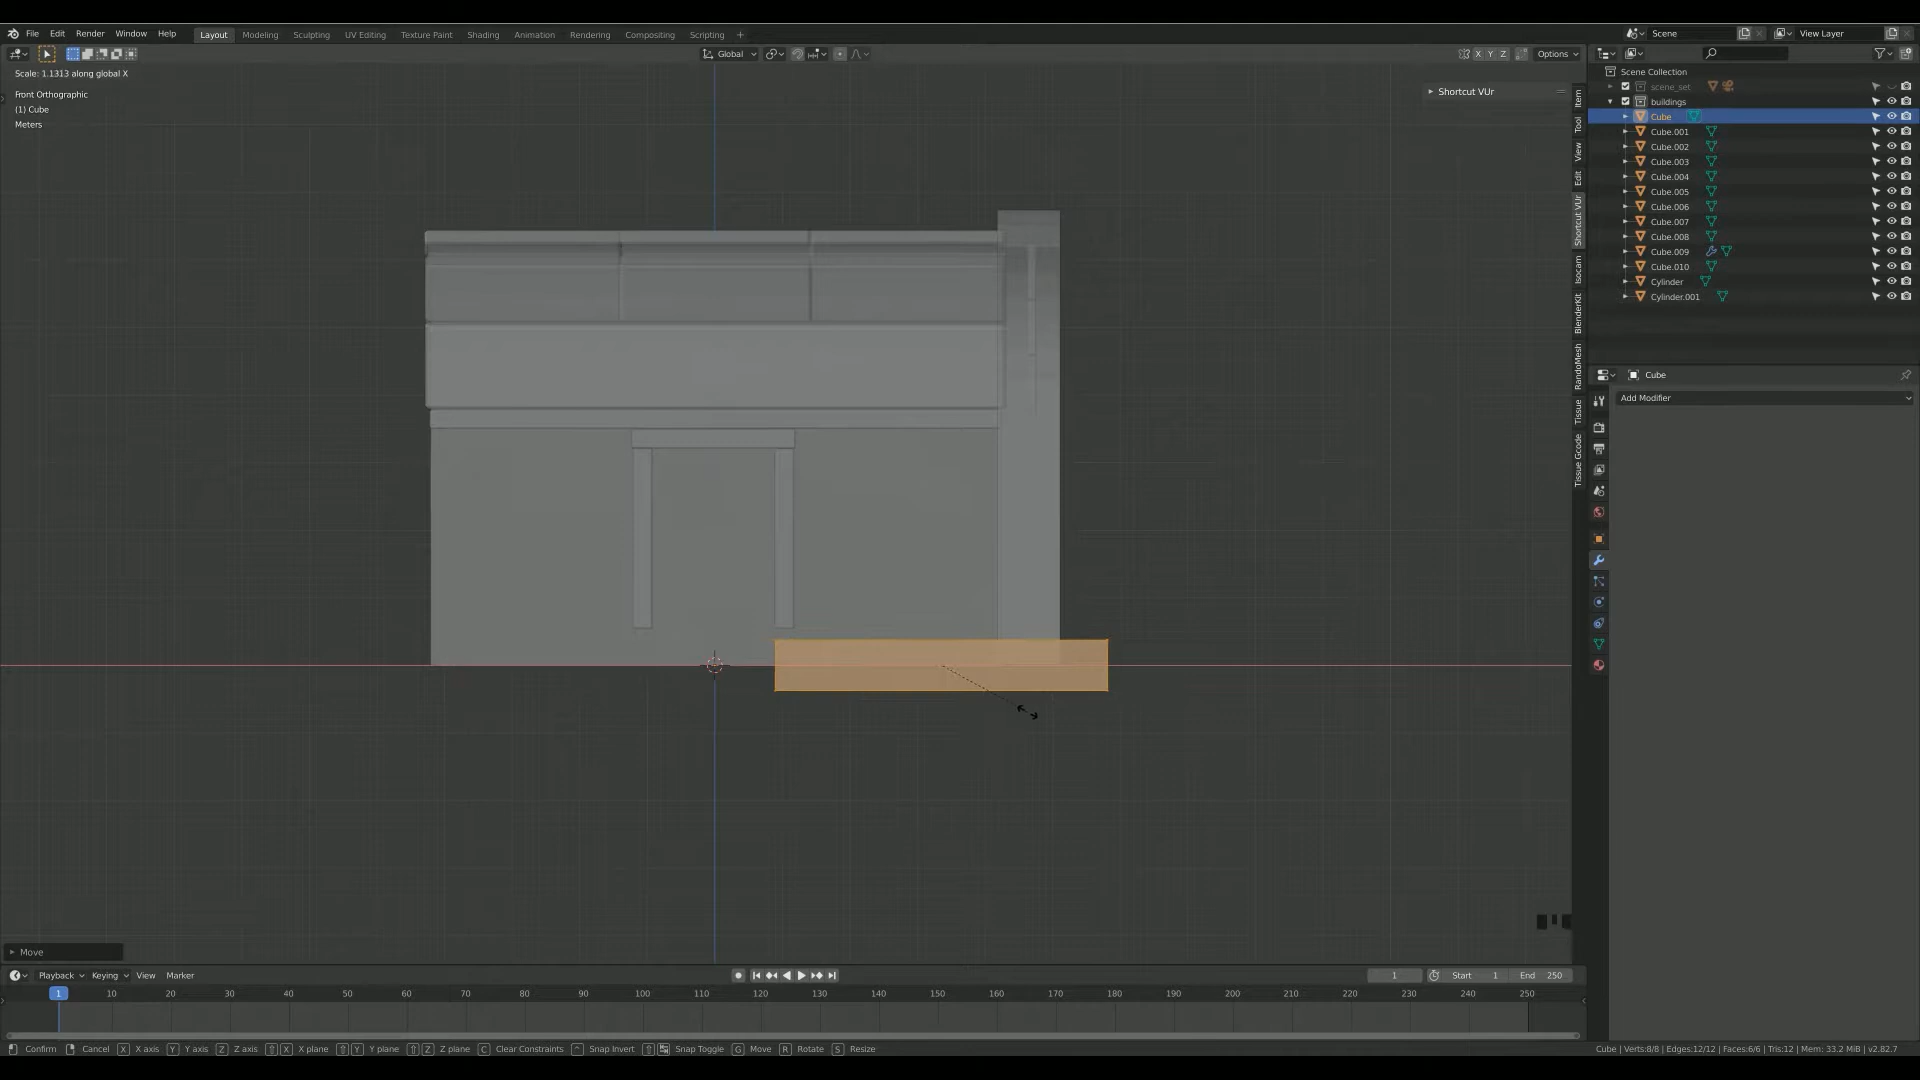 File Edit Render Window Help Layout Modeling Sculpting UV Editing Texture Paint Shading Animation Rendering Compositing Scripting + Scene View Layer
Global X Y Z Options
Scale: 1.1313 along global X
Front Orthographic
(1) Cube
Meters
Shortcut VUr
Item
Tool
View
Edit
Shortcut VUr
Isocam
BlenderKit
RandoMesh
Tissue
Tissue Gcode
Scene Collection
scene_set
buildings
Cube
Cube.001
Cube.002
Cube.003
Cube.004
Cube.005
Cube.006
Cube.007
Cube.008
Cube.009
Cube.010
Cylinder
Cylinder.001
Cube
Add Modifier
Move
Playback Keying View Marker 1 Start 1 End 250
1 10 20 30 40 50 60 70 80 90 100 110 120 130 140 150 160 170 180 190 200 210 220 230 240 250
Confirm Cancel X X axis Y Y axis Z Z axis X X plane Y Y plane Z Z plane C Clear Constraints Snap Invert Snap Toggle G Move R Rotate S Resize
Cube | Verts:8/8 | Edges:12/12 | Faces:6/6 | Tris:12 | Mem: 33.2 MiB | v2.82.7